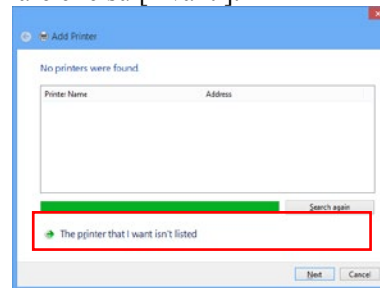 Add Printer
No printers were found.
Printer Name Address
Search again
The printer that I want isn't listed
Next Cancel